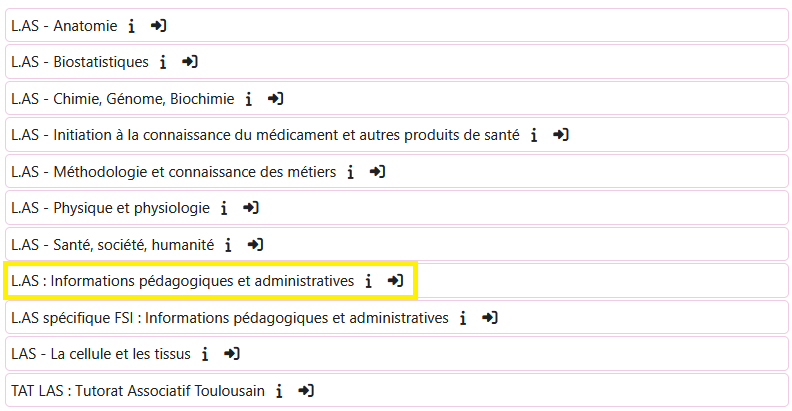 L.AS - Anatomie
L.AS - Biostatistiques
L.AS - Chimie, Génome, Biochimie
L.AS - Initiation à la connaissance du médicament et autres produits de santé
L.AS - Méthodologie et connaissance des métiers
L.AS - Physique et physiologie
L.AS - Santé, société, humanité
L.AS : Informations pédagogiques et administratives
L.AS spécifique FSI : Informations pédagogiques et administratives
LAS - La cellule et les tissus
TAT LAS : Tutorat Associatif Toulousain